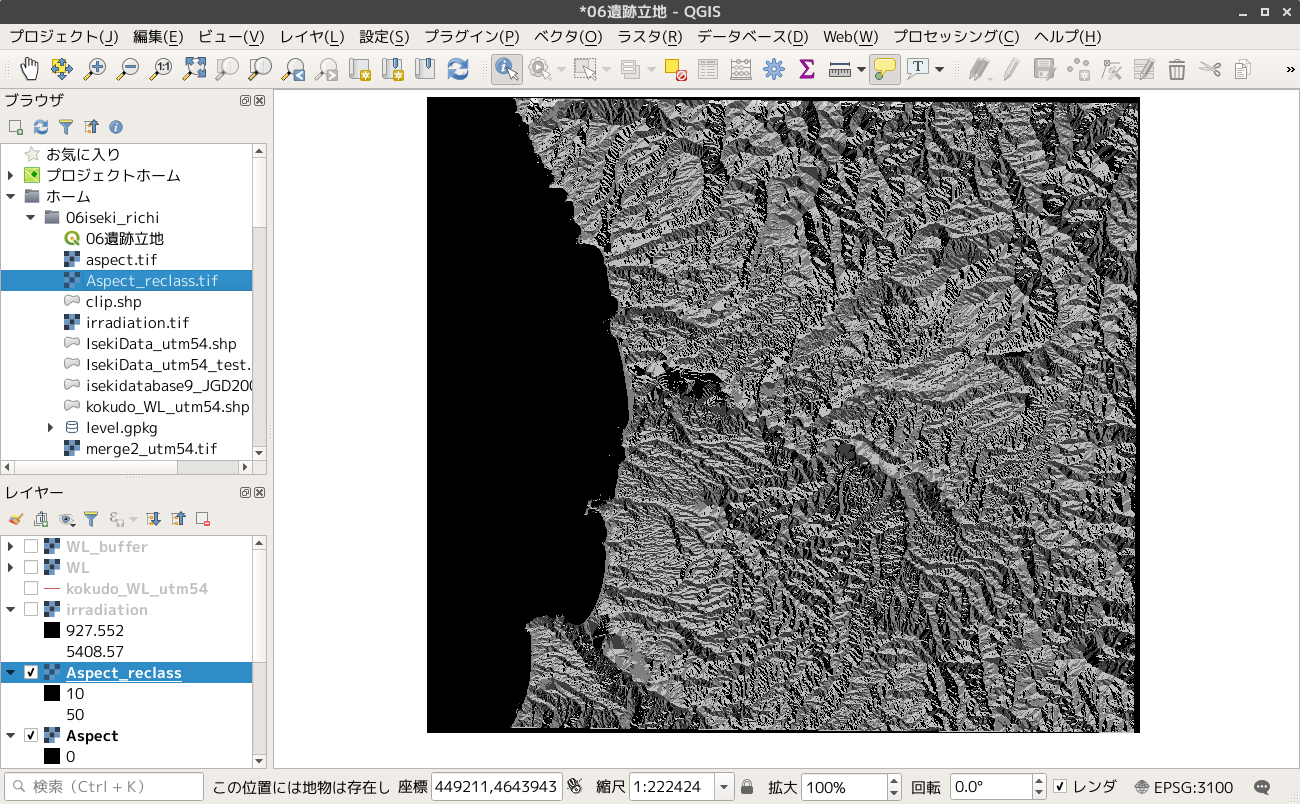 *06遺跡立地 - QGIS
プロジェクト(J) 編集(E) ビュー(V) レイヤ(L) 設定(S) プラグイン(P) ベクタ(O) ラスタ(R) データベース(D) Web(W) プロセッシング(C) ヘルプ(H)
ブラウザ
お気に入り
プロジェクトホーム
ホーム
06iseki_richi
06遺跡立地
aspect.tif
Aspect_reclass.tif
clip.shp
irradiation.tif
IsekiData_utm54.shp
IsekiData_utm54_test.
isekidatabase9_JGD200
kokudo_WL_utm54.shp
level.gpkg
merge2_utm54.tif
レイヤー
WL_buffer
WL
kokudo_WL_utm54
irradiation
927.552
5408.57
Aspect_reclass
10
50
Aspect
0
検索 (Ctrl + K) この位置には地物は存在し 座標 449211,4643943 縮尺 1:222424 拡大 100% 回転 0.0° レンダ EPSG:3100